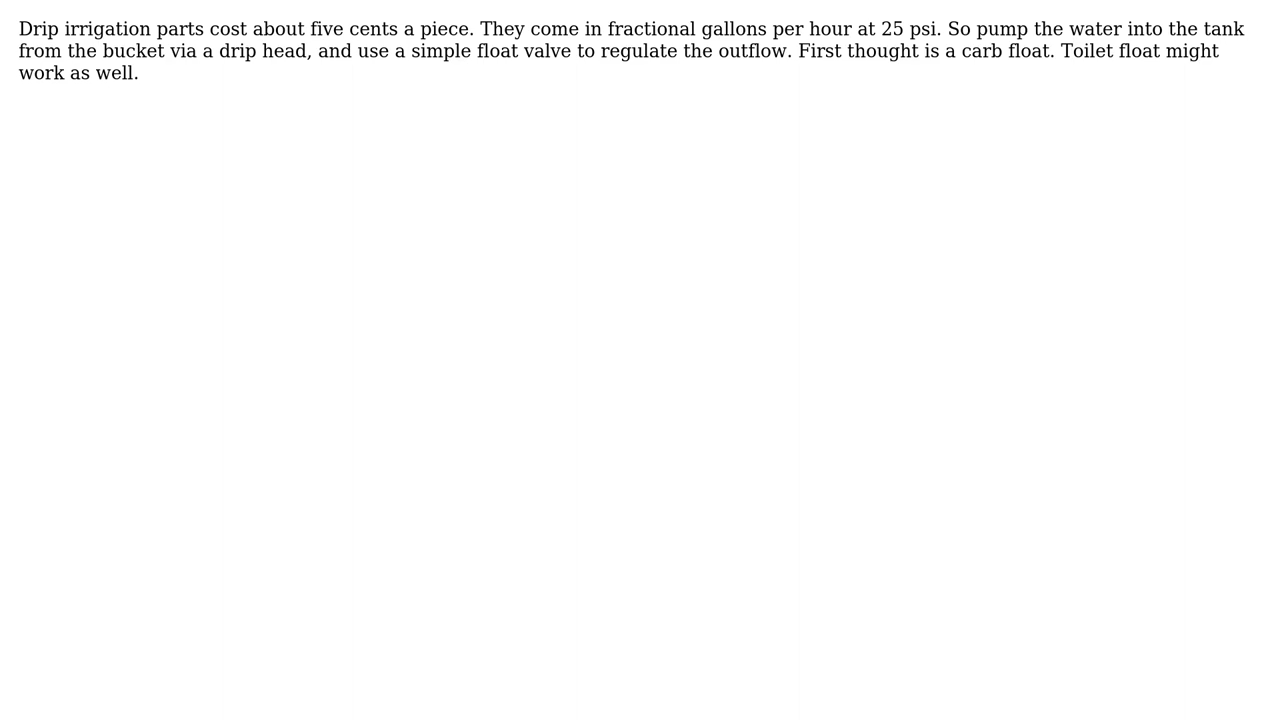 Drip irrigation parts cost about five cents a piece. They come in fractional gallons per hour at 25 psi. So pump the water into the tank
from the bucket via a drip head, and use a simple float valve to regulate the outflow. First thought is a carb float. Toilet float might
work as well.